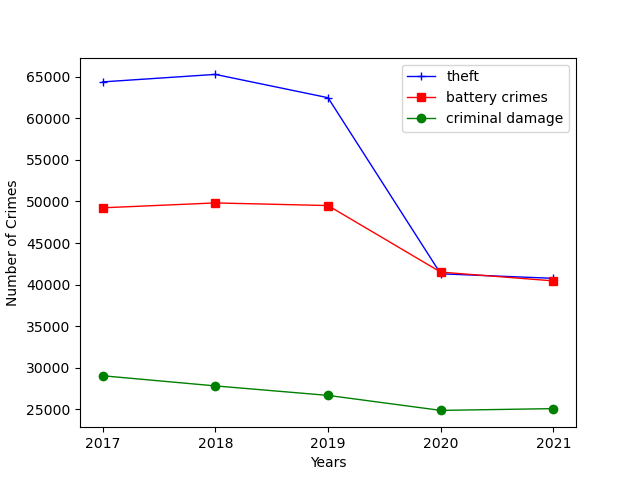 theft
battery crimes
criminal damage
65000
60000
55000
50000
45000
40000
35000
30000
25000
Number of Crimes
2017 2018 2019 2020 2021
Years